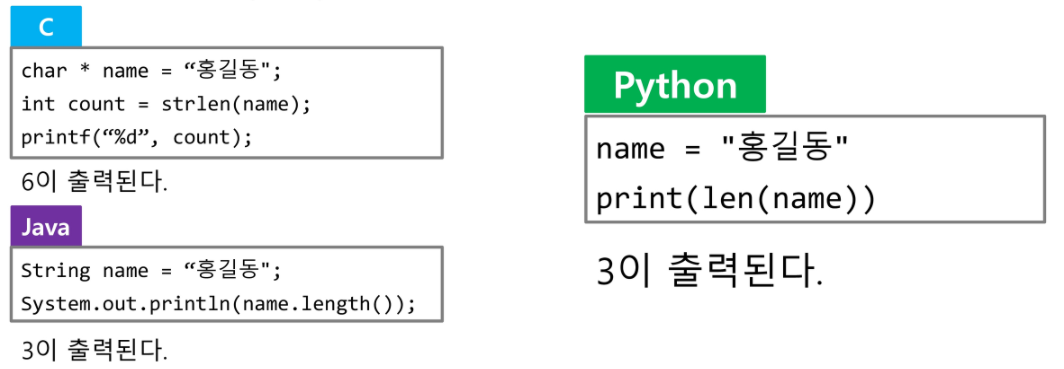 C
char * name = “홍길동";
int count = strlen(name);
printf(“%d”, count);
6이 출력된다.
Java
String name = “홍길동";
System.out.println(name.length());
3이 출력된다.
Python
name = "홍길동"
print(len(name))
3이 출력된다.